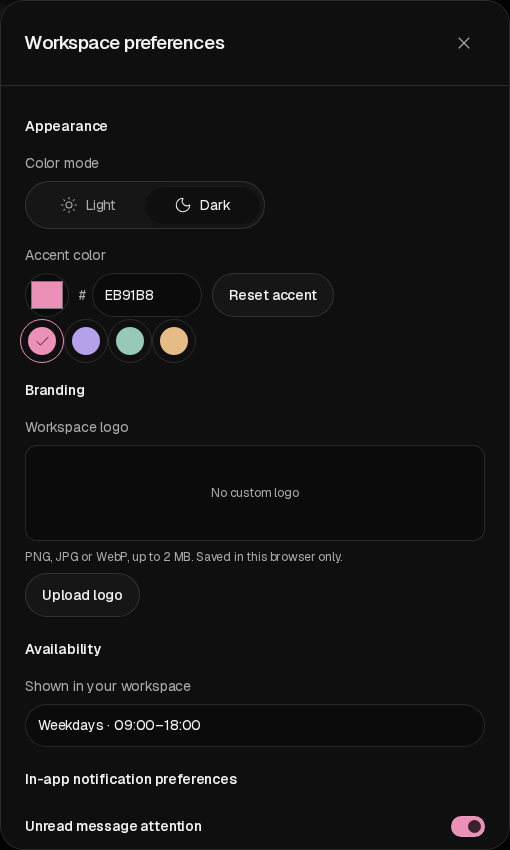 Workspace preferences
Appearance
Color mode
Light Dark
Accent color
# EB91B8 Reset accent
Branding
Workspace logo
No custom logo
PNG, JPG or WebP, up to 2 MB. Saved in this browser only.
Upload logo
Availability
Shown in your workspace
Weekdays · 09:00–18:00
In-app notification preferences
Unread message attention